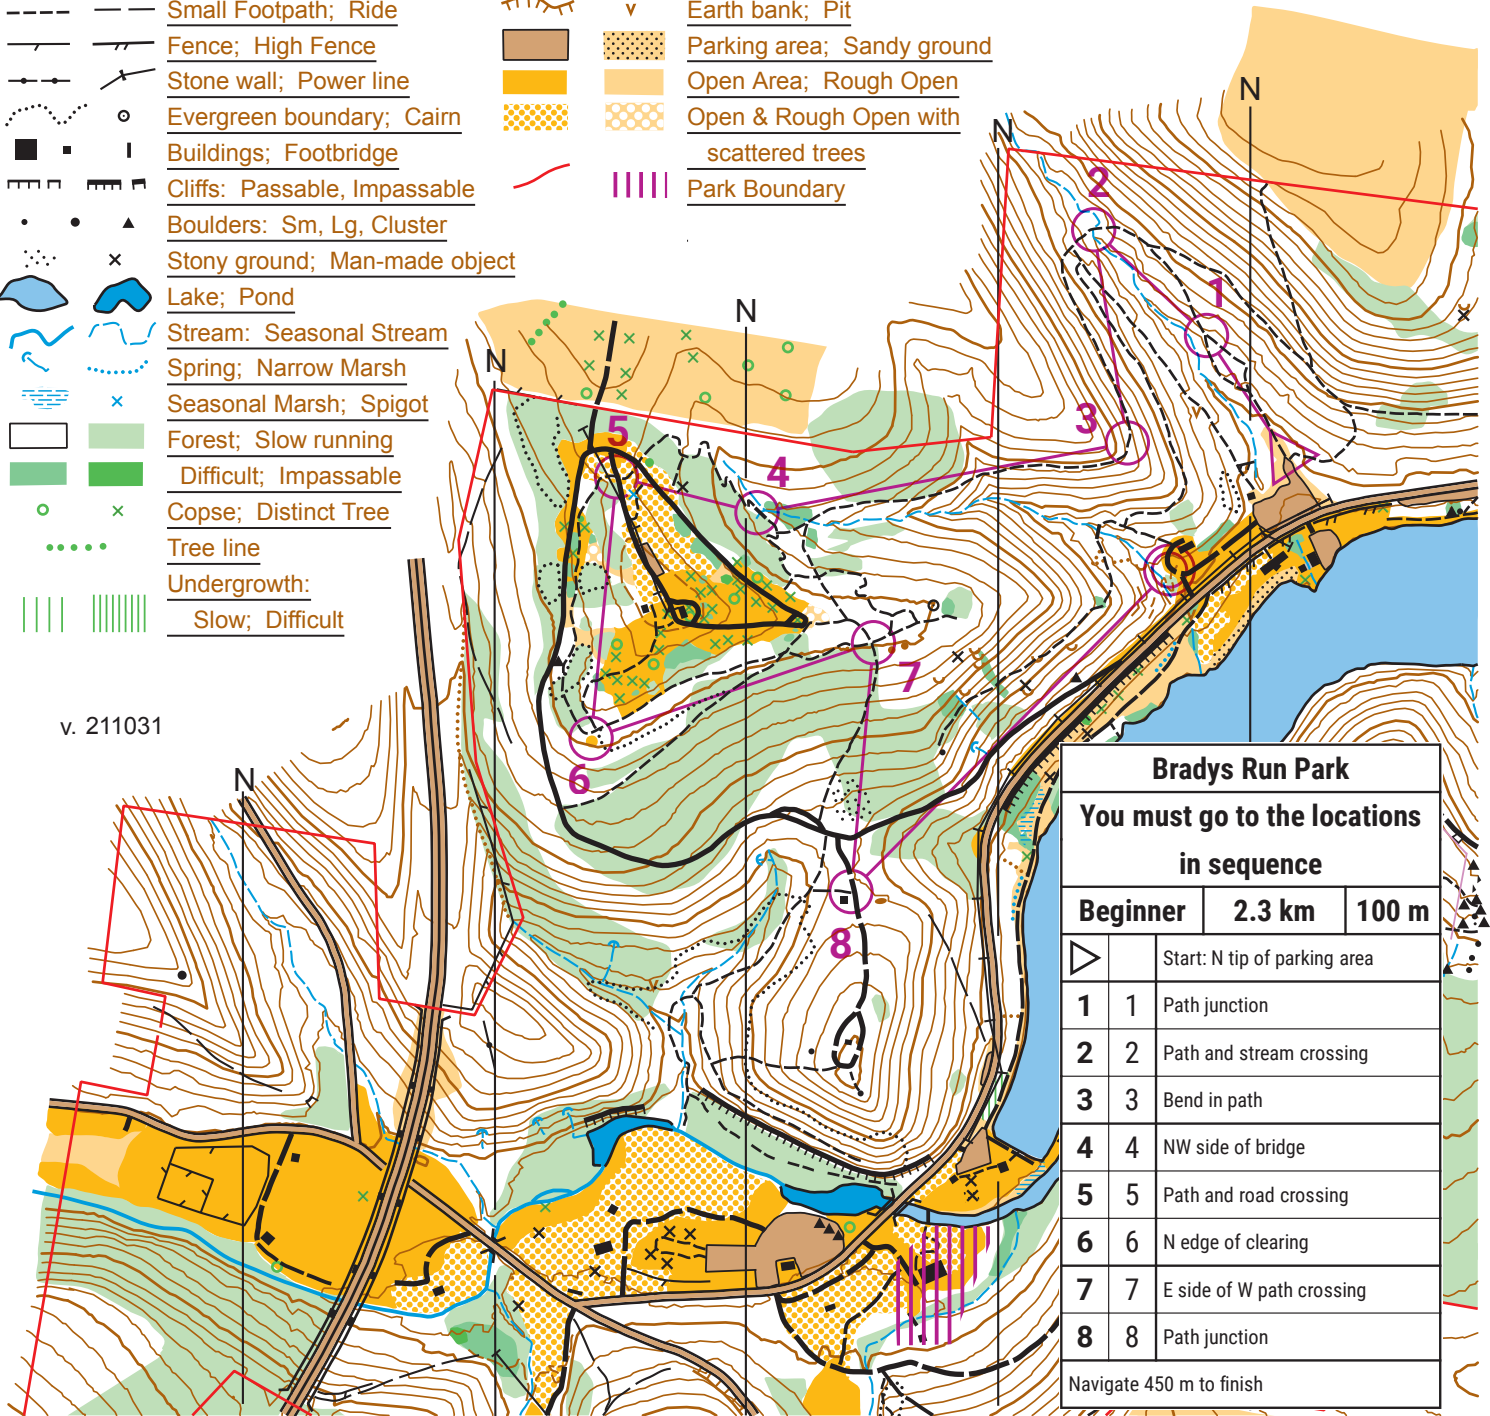 Small Footpath; Ride
Fence; High Fence
Stone wall; Power line
Evergreen boundary; Cairn
Buildings; Footbridge
Cliffs: Passable, Impassable
Boulders: Sm, Lg, Cluster
Stony ground; Man-made object
Lake; Pond
Stream: Seasonal Stream
Spring; Narrow Marsh
Seasonal Marsh; Spigot
Forest; Slow running
Difficult; Impassable
Copse; Distinct Tree
Tree line
Undergrowth:
Slow; Difficult
Earth bank; Pit
Parking area; Sandy ground
Open Area; Rough Open
Open & Rough Open with
scattered trees
Park Boundary
v. 211031
N
N
N
N
N
1
2
3
4
5
6
7
8
Bradys Run Park
You must go to the locations
in sequence
Beginner 2.3 km 100 m
Start: N tip of parking area
1 1 Path junction
2 2 Path and stream crossing
3 3 Bend in path
4 4 NW side of bridge
5 5 Path and road crossing
6 6 N edge of clearing
7 7 E side of W path crossing
8 8 Path junction
Navigate 450 m to finish